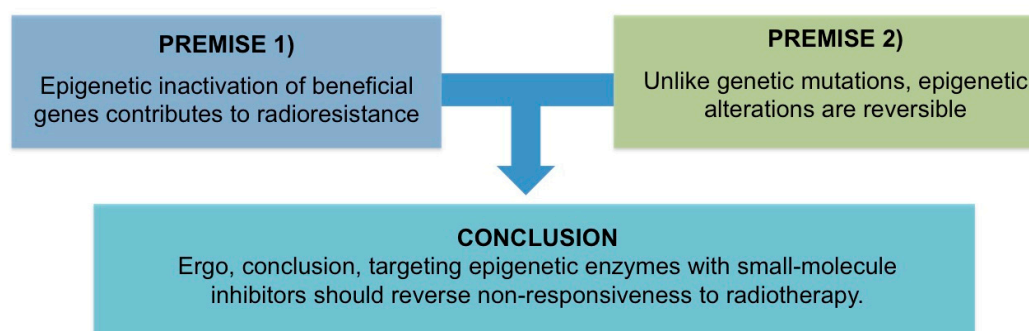 PREMISE 1)
Epigenetic inactivation of beneficial
genes contributes to radioresistance
PREMISE 2)
Unlike genetic mutations, epigenetic
alterations are reversible
CONCLUSION
Ergo, conclusion, targeting epigenetic enzymes with small-molecule
inhibitors should reverse non-responsiveness to radiotherapy.